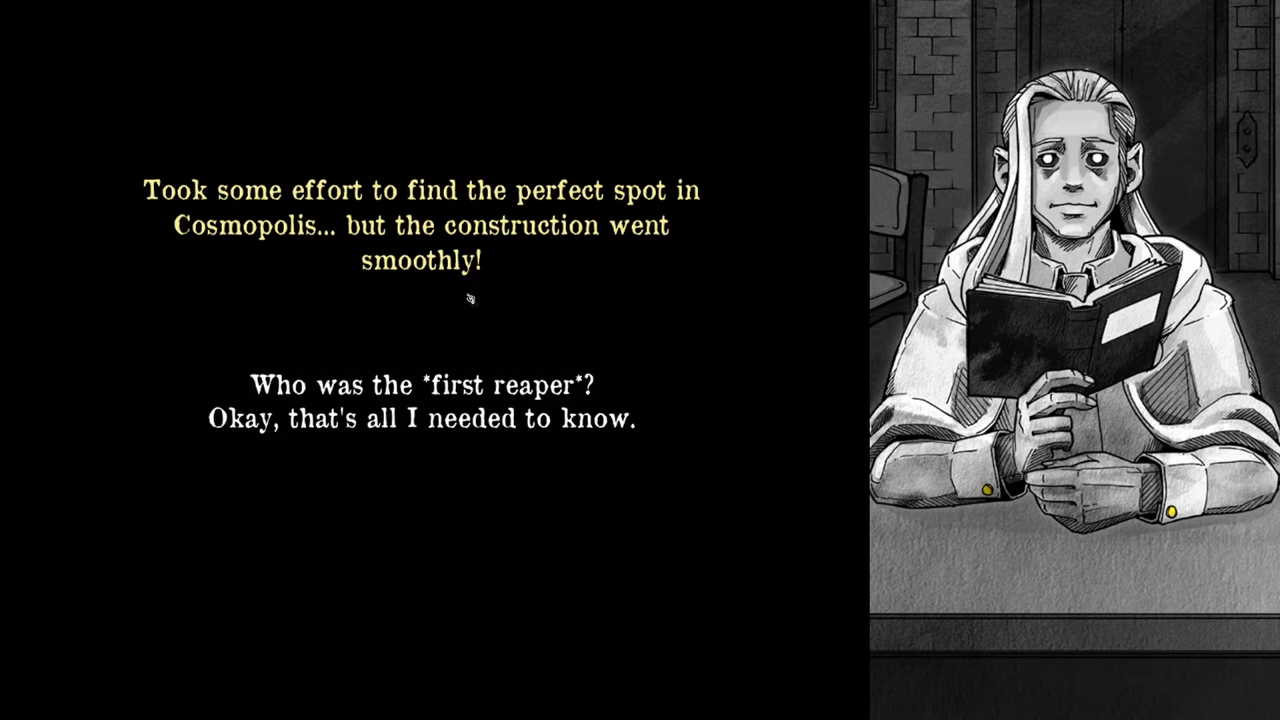 Took some effort to find the perfect spot in
Cosmopolis... but the construction went
smoothly!
Who was the *first reaper*?
Okay, that's all I needed to know.